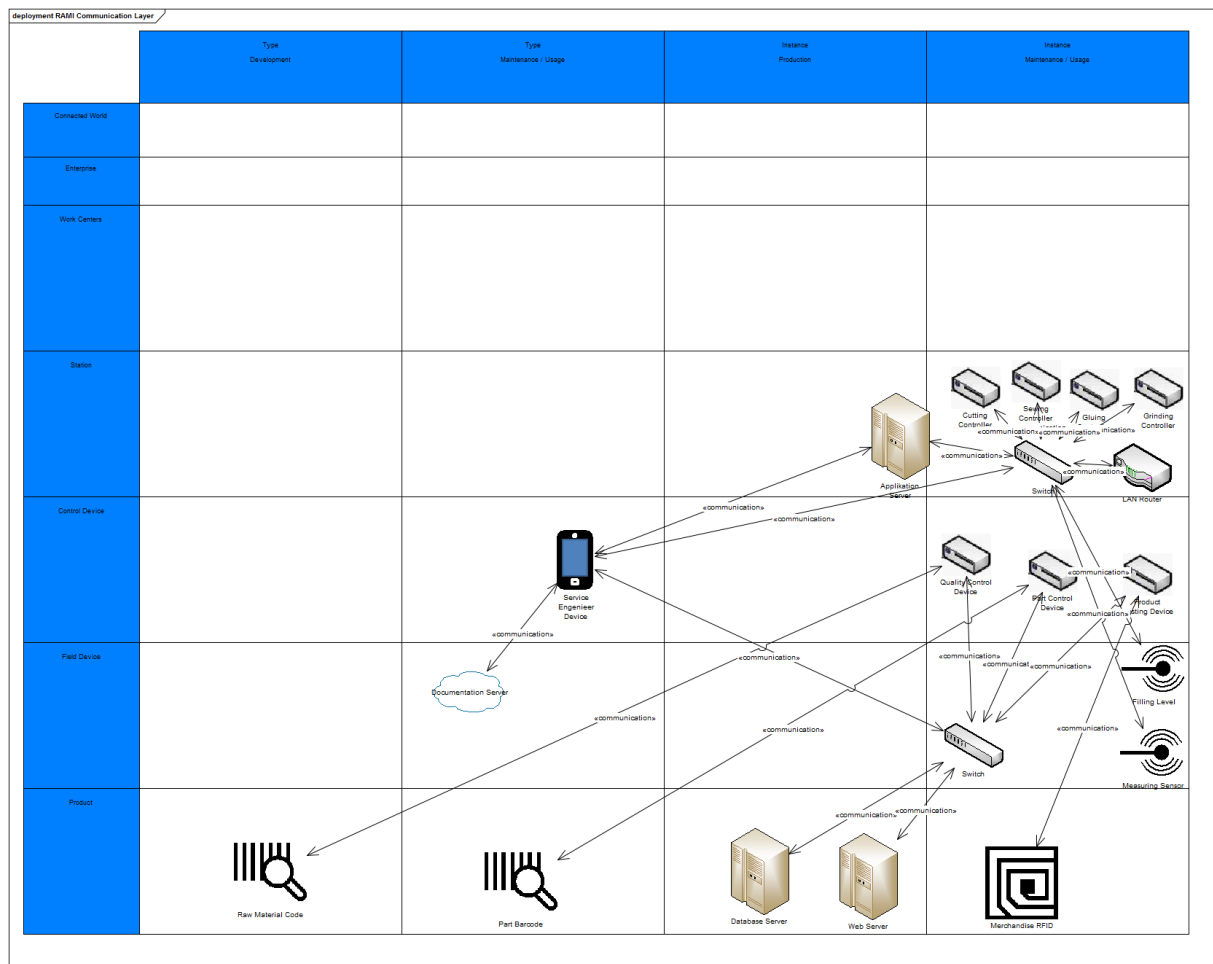 deployment RAMI Communication Layer
Type
Development
Type
Maintenance / Usage
Instance
Production
Instance
Maintenance / Usage
Connected World
Enterprise
Work Centers
Station
Cutting
Controller
Sewing
Controller
Gluing
Grinding
Controller
«communication»
«communication»
«communication»
«communication»
Switch
LAN Router
Applikation
Server
Control Device
«communication»
«communication»
Quality Control
Device
Part Control
Device
Product
«communication»
«communication»
Service
Engenieer
Device
«communication»
Field Device
«communication»
«communication»
«communication»
Documentation Server
Filling Level
«communication»
«communication»
«communication»
Switch
Measuring Sensor
Product
«communication»
«communication»
Raw Material Code
Part Barcode
Database Server
Web Server
Merchandise RFID